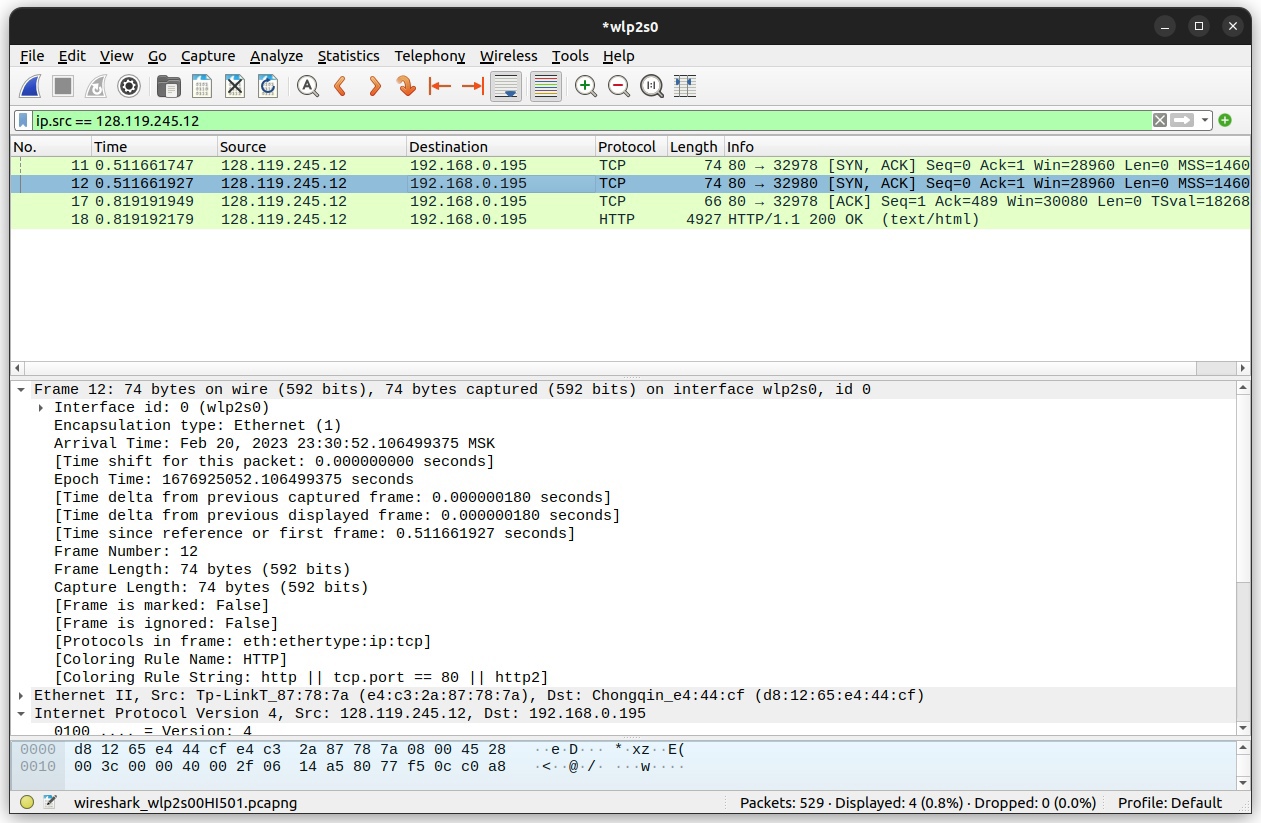 *wlp2s0
File Edit View Go Capture Analyze Statistics Telephony Wireless Tools Help
ip.src == 128.119.245.12
No. Time Source Destination Protocol Length Info
11 0.511661747 128.119.245.12 192.168.0.195 TCP 74 80 → 32978 [SYN, ACK] Seq=0 Ack=1 Win=28960 Len=0 MSS=1460
12 0.511661927 128.119.245.12 192.168.0.195 TCP 74 80 → 32980 [SYN, ACK] Seq=0 Ack=1 Win=28960 Len=0 MSS=1460
17 0.819191949 128.119.245.12 192.168.0.195 TCP 66 80 → 32978 [ACK] Seq=1 Ack=489 Win=30080 Len=0 TSval=18268
18 0.819192179 128.119.245.12 192.168.0.195 HTTP 4927 HTTP/1.1 200 OK  (text/html)
Frame 12: 74 bytes on wire (592 bits), 74 bytes captured (592 bits) on interface wlp2s0, id 0
Interface id: 0 (wlp2s0)
Encapsulation type: Ethernet (1)
Arrival Time: Feb 20, 2023 23:30:52.106499375 MSK
[Time shift for this packet: 0.000000000 seconds]
Epoch Time: 1676925052.106499375 seconds
[Time delta from previous captured frame: 0.000000180 seconds]
[Time delta from previous displayed frame: 0.000000180 seconds]
[Time since reference or first frame: 0.511661927 seconds]
Frame Number: 12
Frame Length: 74 bytes (592 bits)
Capture Length: 74 bytes (592 bits)
[Frame is marked: False]
[Frame is ignored: False]
[Protocols in frame: eth:ethertype:ip:tcp]
[Coloring Rule Name: HTTP]
[Coloring Rule String: http || tcp.port == 80 || http2]
Ethernet II, Src: Tp-LinkT_87:78:7a (e4:c3:2a:87:78:7a), Dst: Chongqin_e4:44:cf (d8:12:65:e4:44:cf)
Internet Protocol Version 4, Src: 128.119.245.12, Dst: 192.168.0.195
0100 .... = Version: 4
0000 d8 12 65 e4 44 cf e4 c3 2a 87 78 7a 08 00 45 28 ··e·D··· *·xz··E(
0010 00 3c 00 00 40 00 2f 06 14 a5 80 77 f5 0c c0 a8 ·<··@·/· ···w····
wireshark_wlp2s00HI501.pcapng Packets: 529 · Displayed: 4 (0.8%) · Dropped: 0 (0.0%) Profile: Default